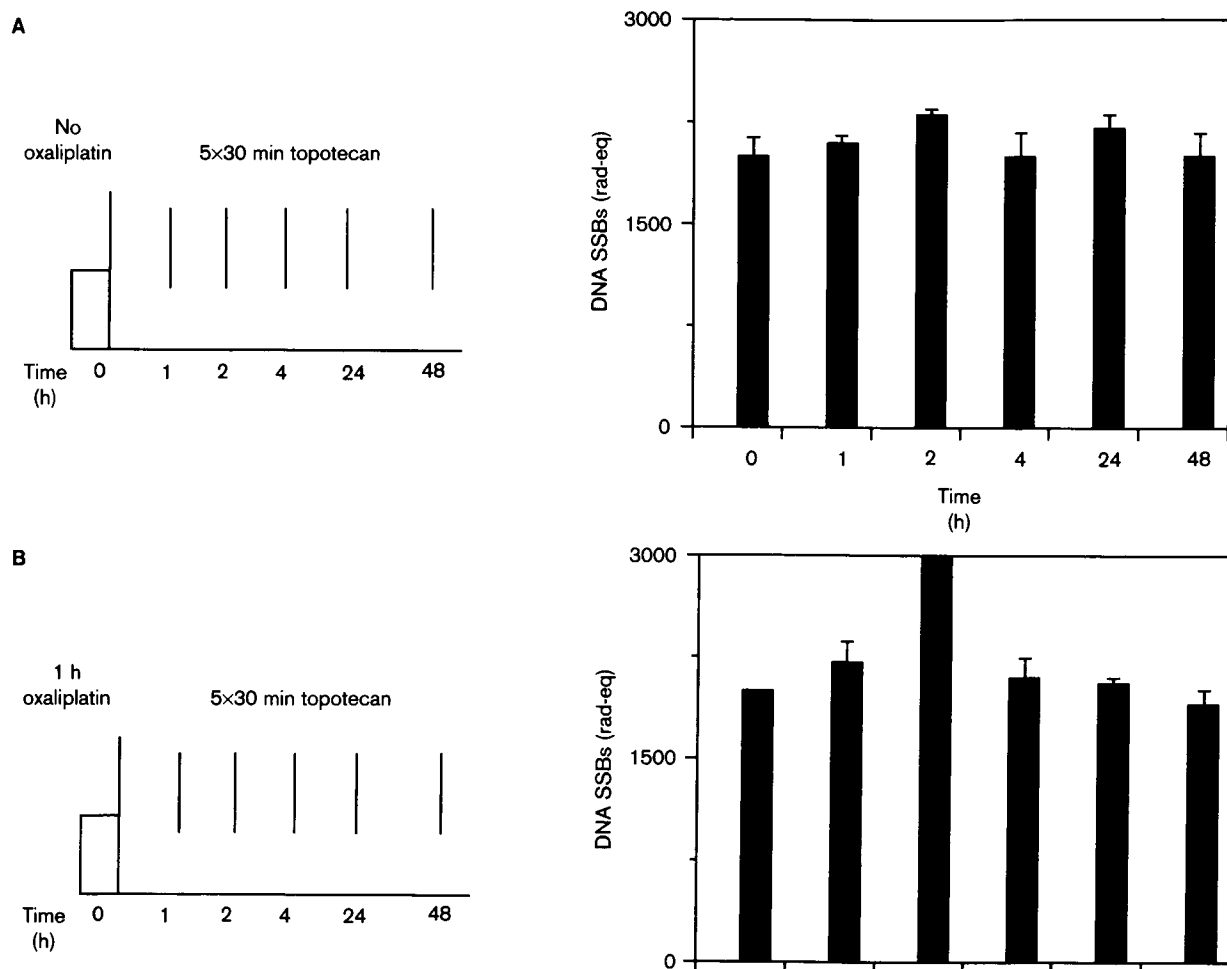 A
No
oxaliplatin
5×30 min topotecan
Time
(h)
0 1 2 4 24 48
3000
1500
0
DNA SSBs (rad-eq)
0 1 2 4 24 48
Time
(h)
B
1 h
oxaliplatin
5×30 min topotecan
Time
(h)
0 1 2 4 24 48
3000
1500
0
DNA SSBs (rad-eq)